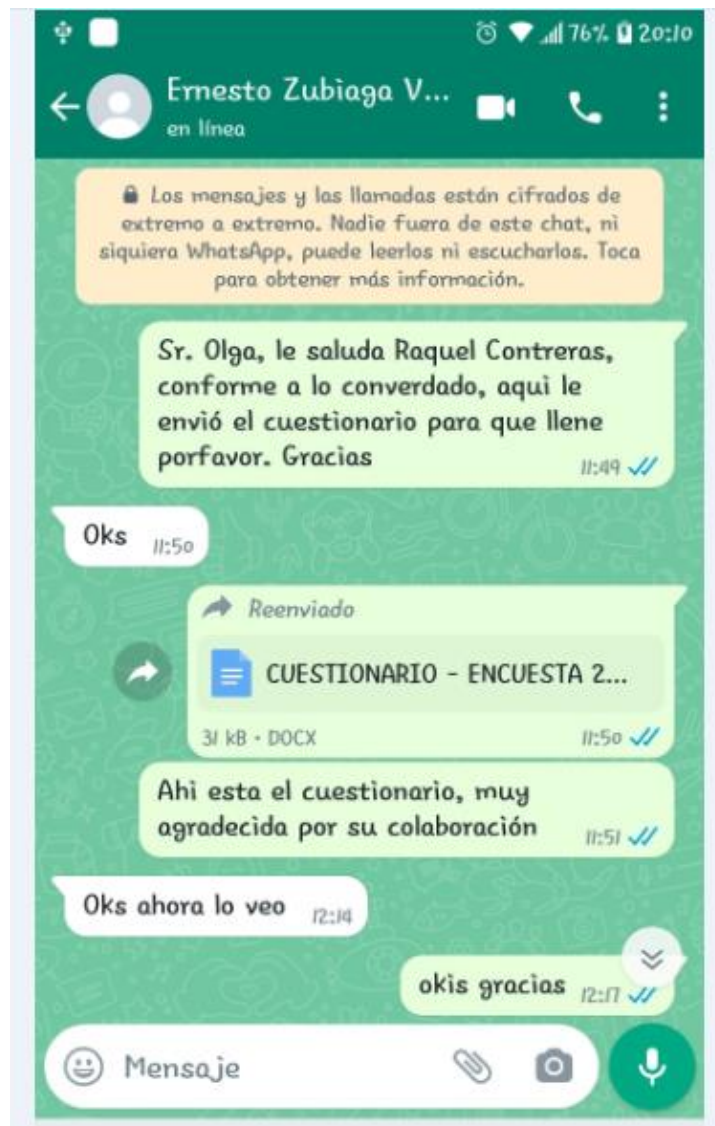 76% 20:10
Ernesto Zubiaga V...
en línea
Los mensajes y las llamadas están cifrados de
extremo a extremo. Nadie fuera de este chat, ni
siquiera WhatsApp, puede leerlos ni escucharlos. Toca
para obtener más información.
Sr. Olga, le saluda Raquel Contreras,
conforme a lo converdado, aqui le
envió el cuestionario para que llene
porfavor. Gracias
11:49
Oks 11:50
Reenviado
CUESTIONARIO - ENCUESTA 2...
31 kB • DOCX 11:50
Ahi esta el cuestionario, muy
agradecida por su colaboración 11:51
Oks ahora lo veo 12:14
okis gracias 12:17
Mensaje